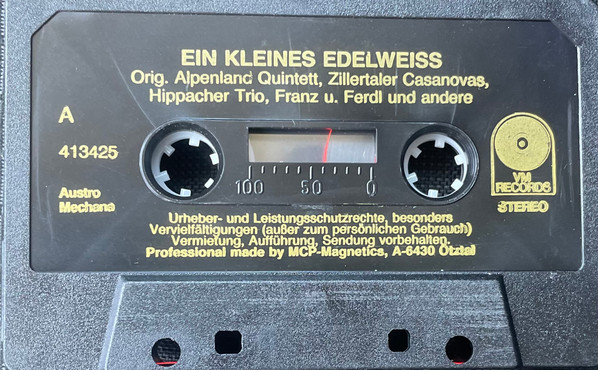 EIN KLEINES EDELWEISS
Orig. Alpenland Quintett, Zillertaler Casanovas,
Hippacher Trio, Franz u. Ferdl und andere
A
413425
Austro
Mechana
100 50 0
VM
RECORDS
STEREO
Urheber- und Leistungsschutzrechte, besonders
Vervielfältigungen (außer zum persönlichen Gebrauch)
Vermietung, Aufführung, Sendung vorbehalten.
Professional made by MCP-Magnetics, A-6430 Ötztal